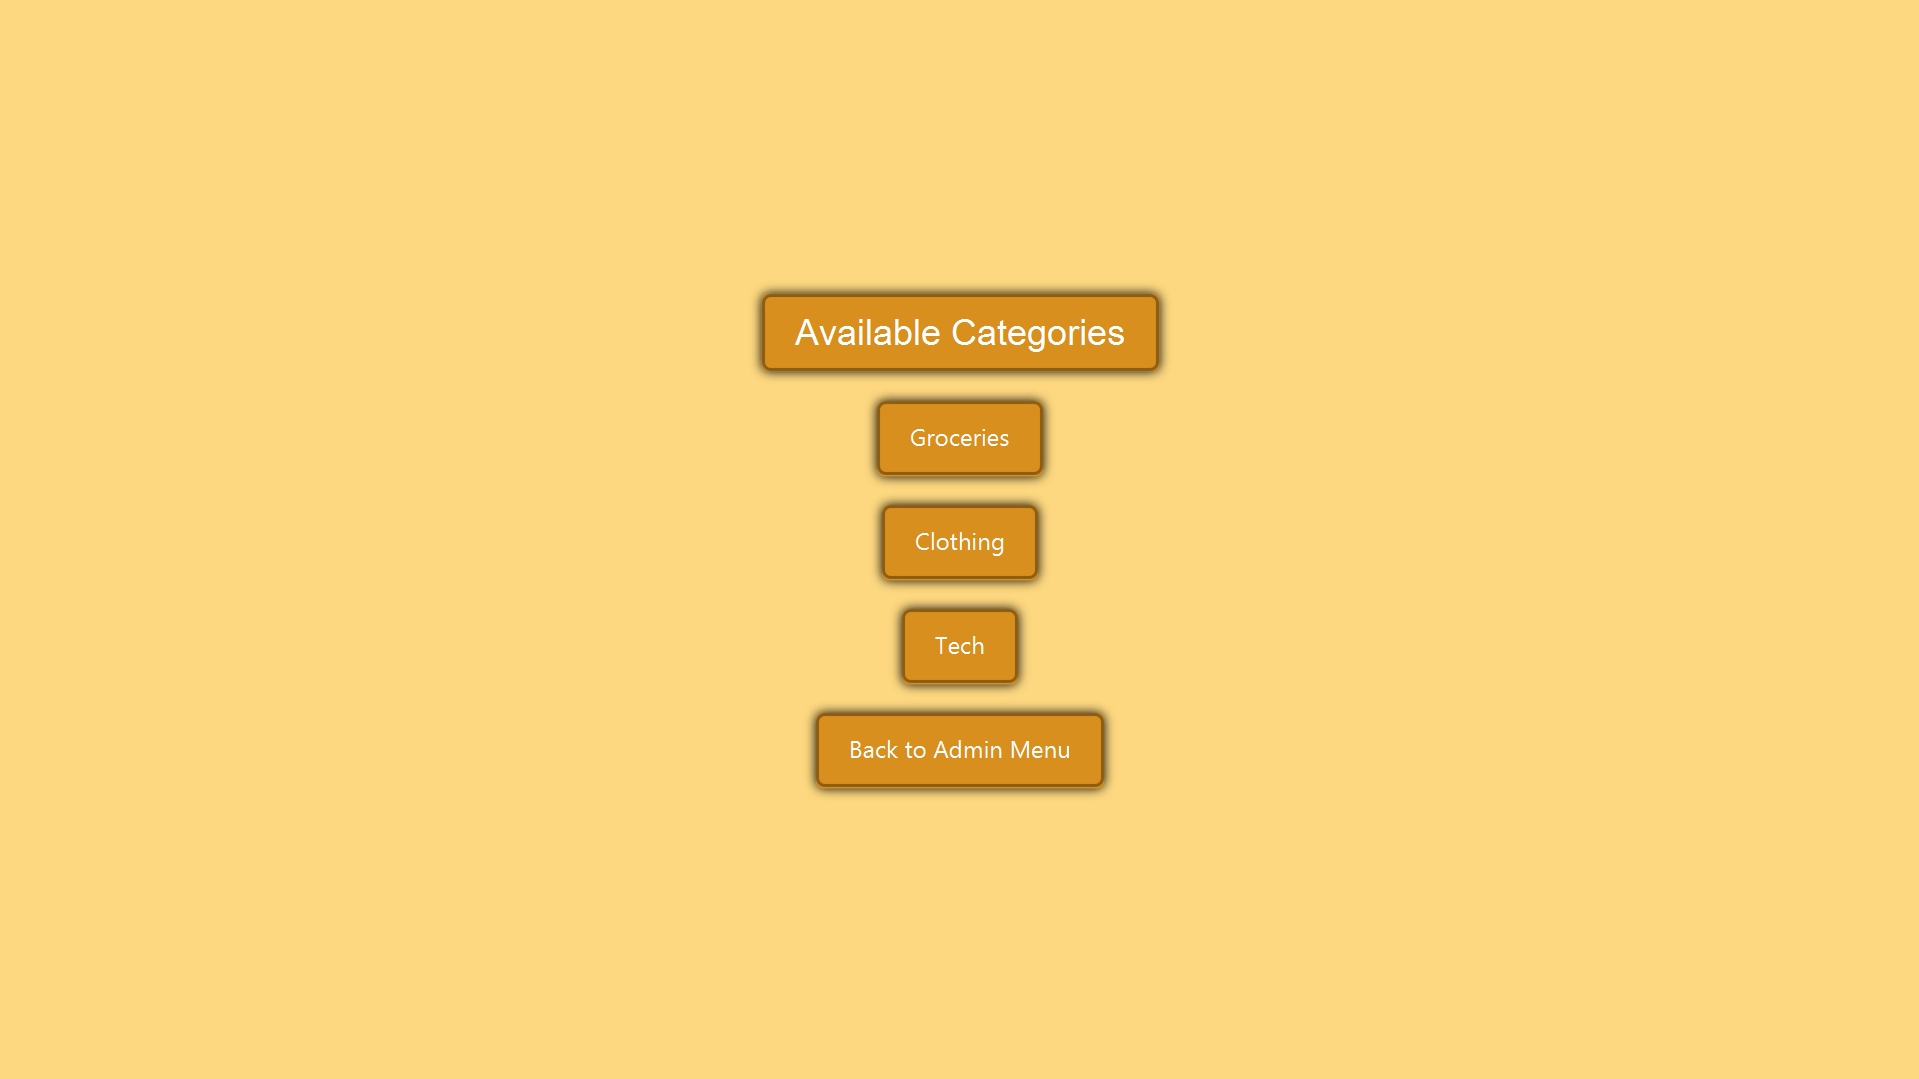 Available Categories
Groceries
Clothing
Tech
Back to Admin Menu